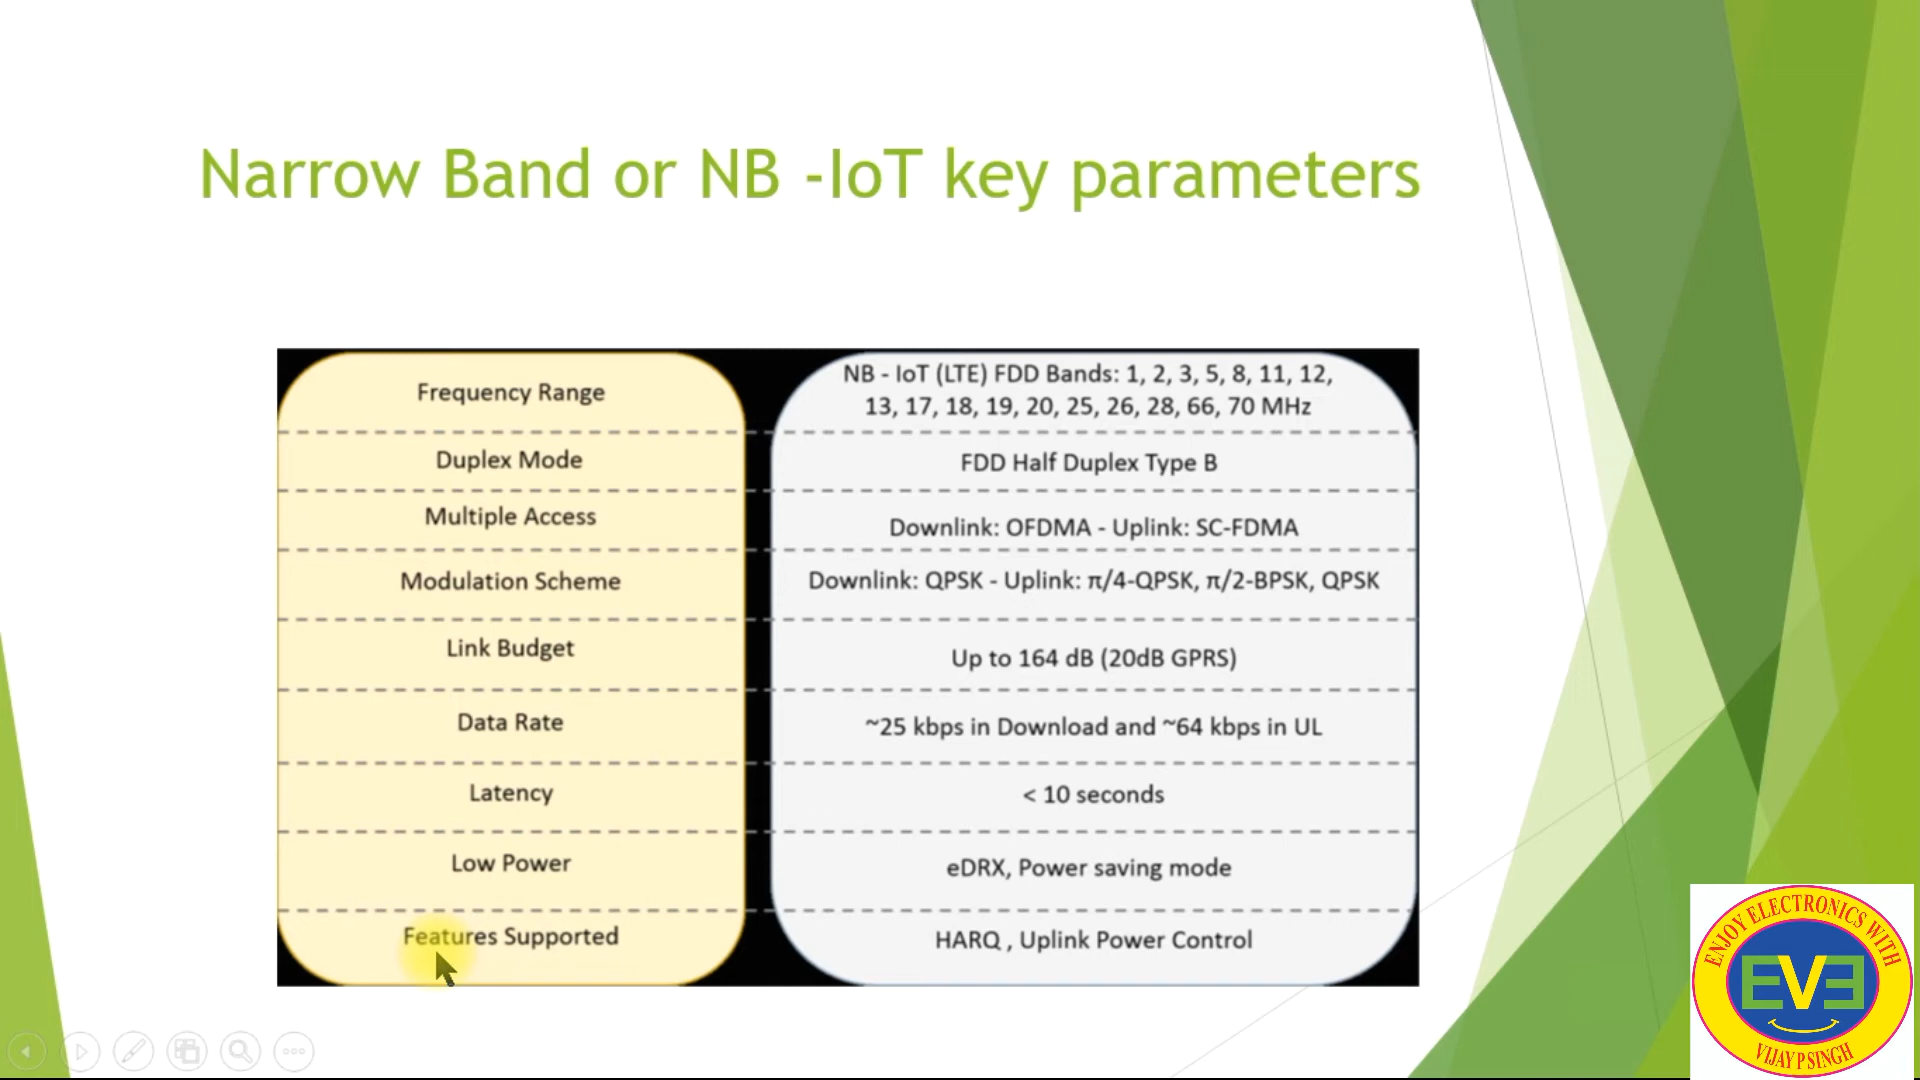 Narrow Band or NB -IoT key parameters
Frequency Range
NB - IoT (LTE) FDD Bands: 1, 2, 3, 5, 8, 11, 12,
13, 17, 18, 19, 20, 25, 26, 28, 66, 70 MHz
Duplex Mode
FDD Half Duplex Type B
Multiple Access
Downlink: OFDMA - Uplink: SC-FDMA
Modulation Scheme
Downlink: QPSK - Uplink: π/4-QPSK, π/2-BPSK, QPSK
Link Budget
Up to 164 dB (20dB GPRS)
Data Rate
~25 kbps in Download and ~64 kbps in UL
Latency
< 10 seconds
Low Power
eDRX, Power saving mode
Features Supported
HARQ , Uplink Power Control
ENJOY ELECTRONICS WITH
EVE
VIJAY P SINGH